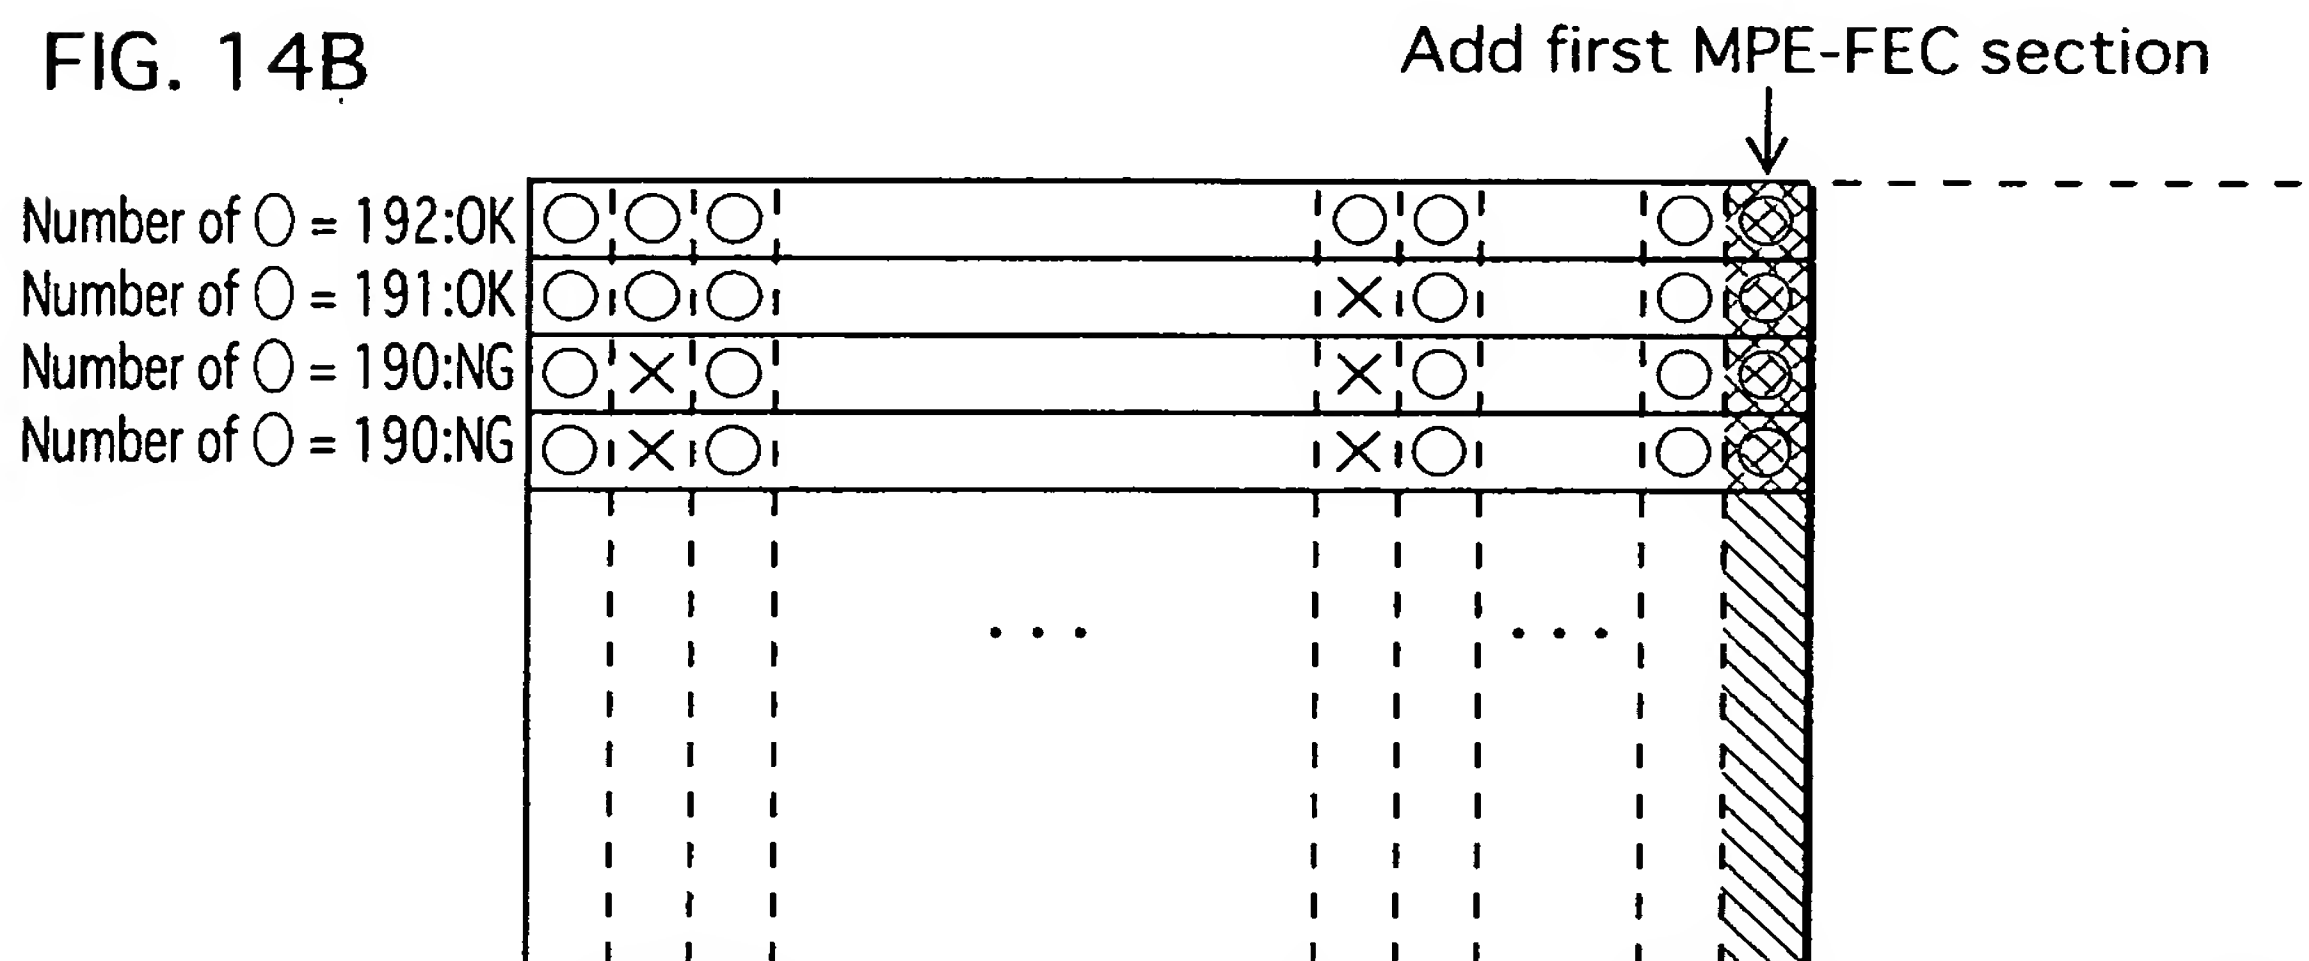 FIG. 14B
Add first MPE-FEC section
Number of ○ = 192:OK
Number of ○ = 191:OK
Number of ○ = 190:NG
Number of ○ = 190:NG